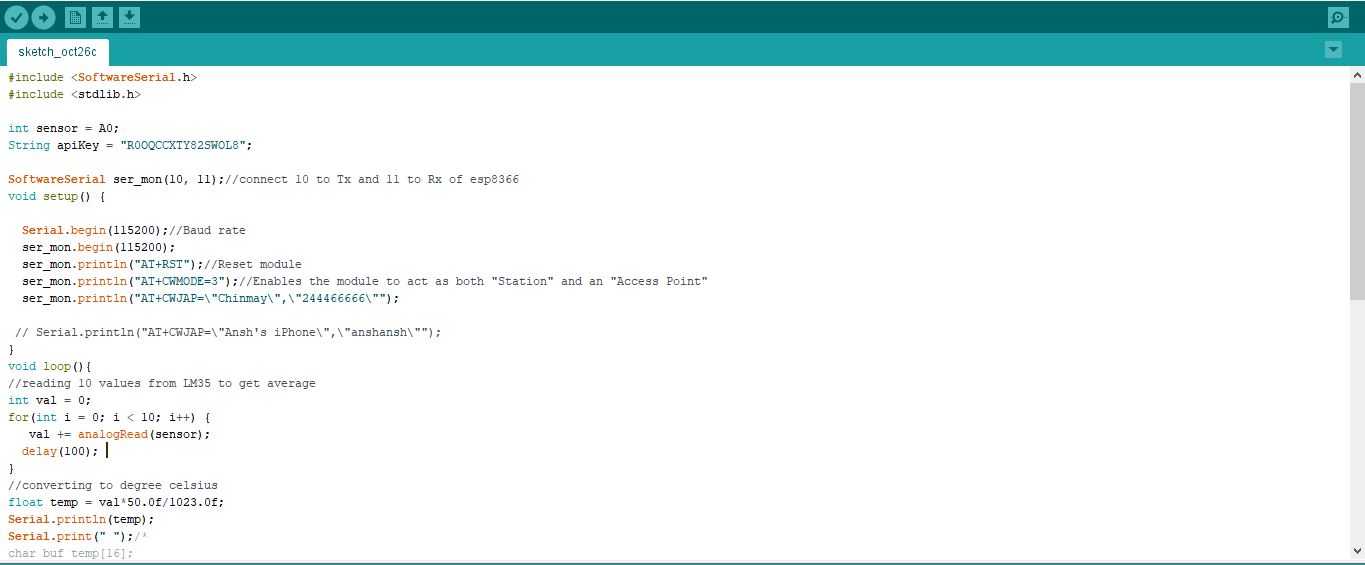 sketch_oct26c
#include <SoftwareSerial.h>
#include <stdlib.h>
int sensor = A0;
String apiKey = "R0OQCCXTY82SWOL8";
SoftwareSerial ser_mon(10, 11);//connect 10 to Tx and 11 to Rx of esp8366
void setup() {
Serial.begin(115200);//Baud rate
ser_mon.begin(115200);
ser_mon.println("AT+RST");//Reset module
ser_mon.println("AT+CWMODE=3");//Enables the module to act as both "Station" and an "Access Point"
ser_mon.println("AT+CWJAP=\"Chinmay\",\"244466666\"");
// Serial.println("AT+CWJAP=\"Ansh's iPhone\",\"anshansh\"");
}
void loop(){
//reading 10 values from LM35 to get average
int val = 0;
for(int i = 0; i < 10; i++) {
val += analogRead(sensor);
delay(100);
}
//converting to degree celsius
float temp = val*50.0f/1023.0f;
Serial.println(temp);
Serial.print(" ");/*
char buf temp[16];